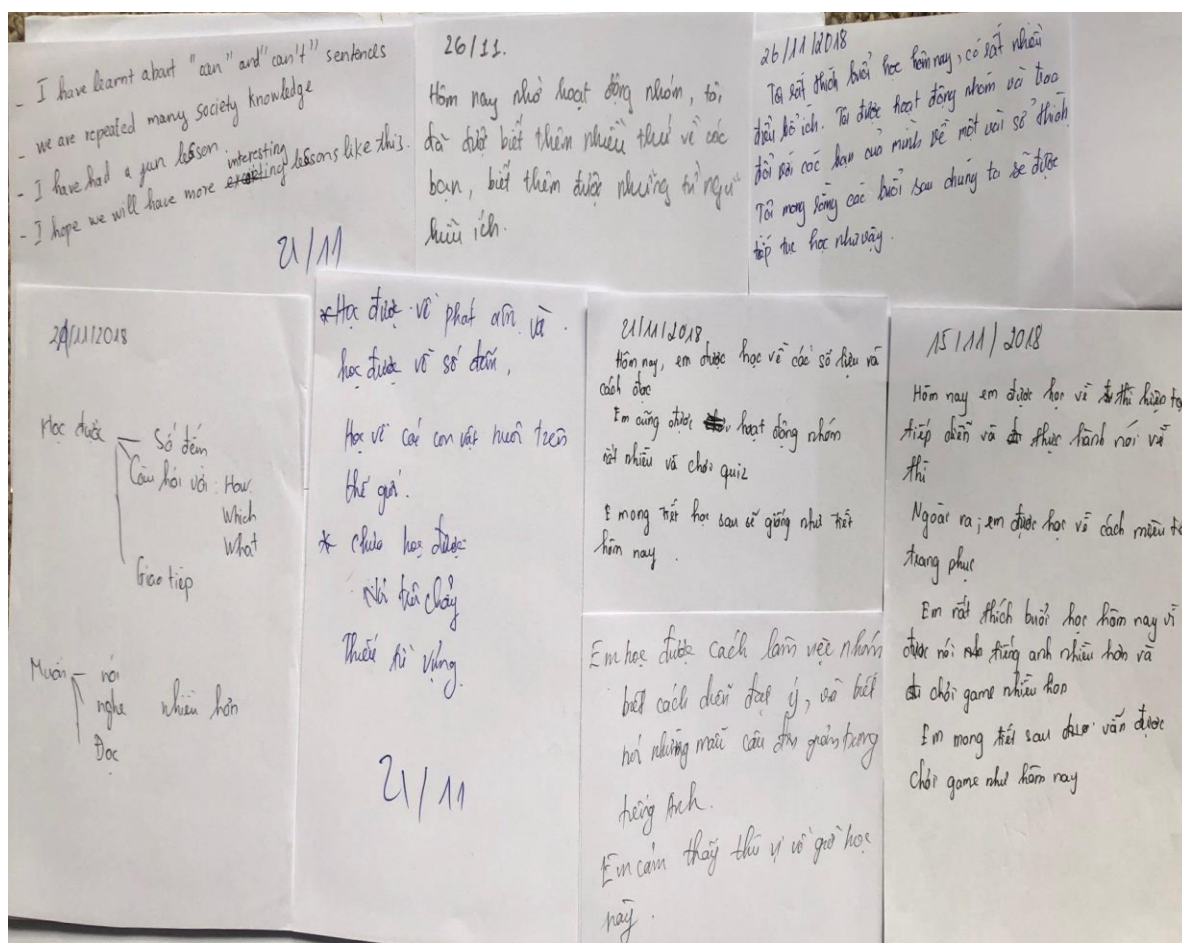 - I have learnt about "can" and "can't" sentences
- we are repeated many society knowledge
- I have had a fun lesson.
- I hope we will have more interesting lessons like this.
21/11
26/11.
Hôm nay nhờ hoạt động nhóm, tôi
đã được biết thêm nhiều thứ về các
bạn, biết thêm được những từ ngữ
hữu ích.
26/11/2018
Tôi rất thích buổi học hôm nay, có rất nhiều
điều bổ ích. Tôi được hoạt động nhóm và trao
đổi với các bạn của mình về một vài sở thích
Tôi mong rằng các buổi sau chúng ta sẽ được
tiếp tục học như vậy.
21/11/2018
Học được
Số đếm
Câu hỏi với: How
Which
What
Giao tiếp
Muốn
nói
nghe nhiều hơn
Đọc
* Học được về phát âm và
học được về số đếm,
Học về các con vật nuôi trên
thế giới.
* Chưa học được
Nói trôi chảy
Thiếu từ vựng
21/11
21/11/2018
Hôm nay, em được học về các số liệu và
cách đọc
Em cũng được hoạt động nhóm
rất nhiều và chơi quiz
E mong tiết học sau sẽ giống như tiết
hôm nay.
Em học được cách làm việc nhóm
biết cách diễn đạt ý, và biết
nói những mẫu câu đơn giản trong
tiếng Anh.
Em cảm thấy thú vị về giờ học
này.
15/11/2018
Hôm nay em được học về thì hiện tại
tiếp diễn và thực hành nói về
thì
Ngoài ra, em được học về cách miêu tả
trang phục
Em rất thích buổi học hôm nay vì
được nói tiếng anh nhiều hơn và
chơi game nhiều hơn
Em mong tiết sau vẫn được
chơi game như hôm nay